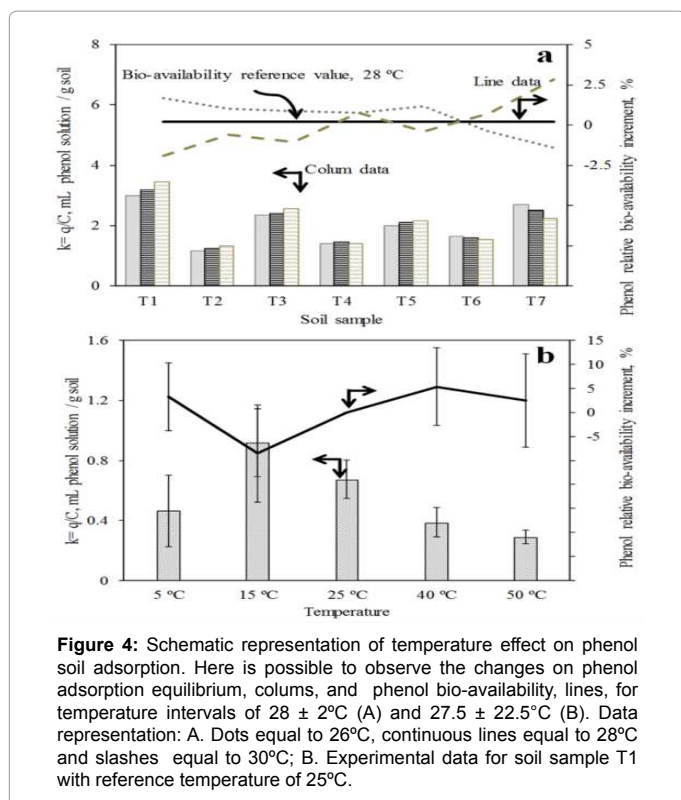 a
8
6
4
2
0
5
2.5
0
-2.5
k= q/C, mL phenol solution / g soil
Phenol relative bio-availability increment, %
Bio-availability reference value, 28 ºC
Line data
Colum data
T1 T2 T3 T4 T5 T6 T7
Soil sample
b
1.6
1.2
0.8
0.4
0
15
10
5
0
-5
k= q/C, mL phenol solution / g soil
Phenol relative bio-availability increment, %
5 ºC 15 ºC 25 ºC 40 ºC 50 ºC
Temperature
Figure 4: Schematic representation of temperature effect on phenol
soil adsorption. Here is possible to observe the changes on phenol
adsorption equilibrium, colums, and phenol bio-availability, lines, for
temperature intervals of 28 ± 2ºC (A) and 27.5 ± 22.5°C (B). Data
representation: A. Dots equal to 26ºC, continuous lines equal to 28ºC
and slashes equal to 30ºC; B. Experimental data for soil sample T1
with reference temperature of 25ºC.